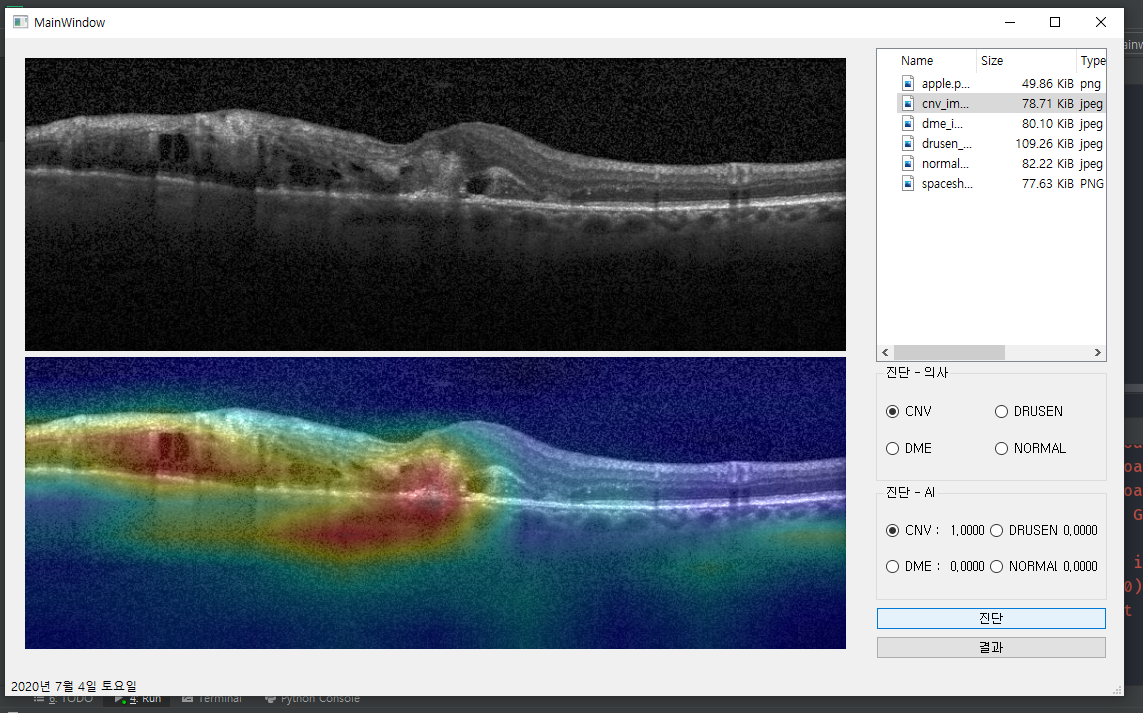 MainWindow
Name Size Type
apple.p... 49.86 KiB png
cnv_im... 78.71 KiB jpeg
dme_i... 80.10 KiB jpeg
drusen_... 109.26 KiB jpeg
normal... 82.22 KiB jpeg
spacesh... 77.63 KiB PNG
진단 - 의사
CNV DRUSEN
DME NORMAL
진단 - AI
CNV : 1,0000 DRUSEN 0,0000
DME : 0,0000 NORMAL 0,0000
진단
결과
2020년 7월 4일 토요일
6: TODO 4: Run Terminal Python Console